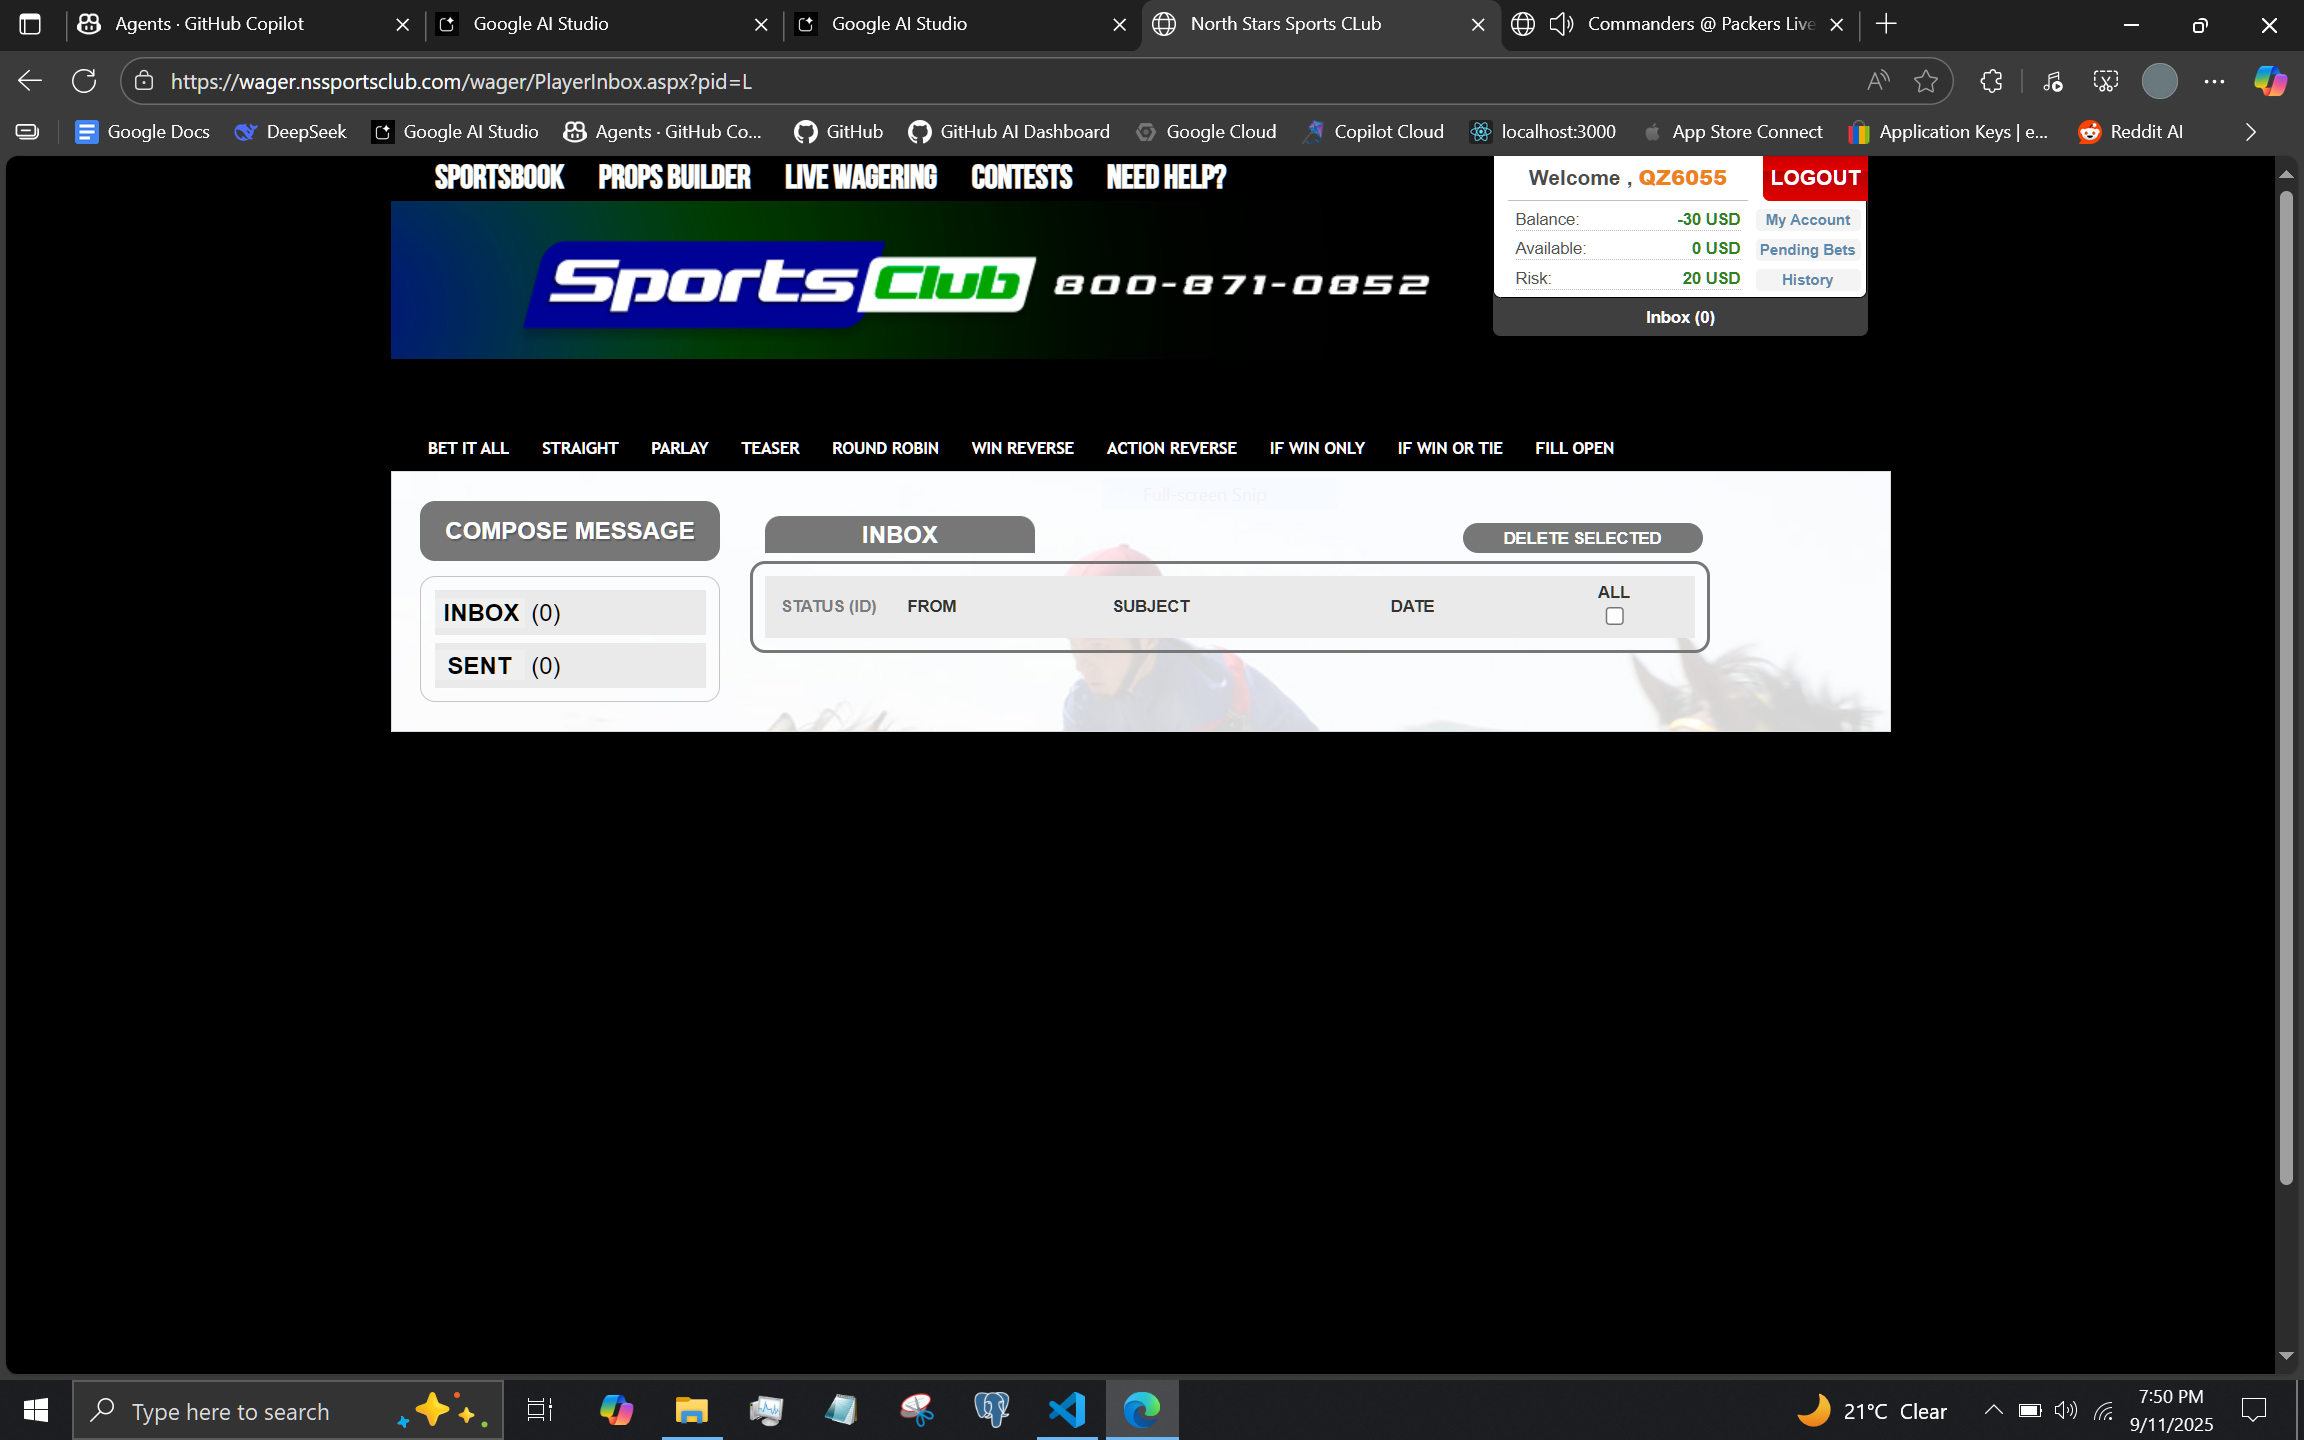 Agents · GitHub Copilot
Google AI Studio
Google AI Studio
North Stars Sports CLub
Commanders @ Packers Live
https://wager.nssportsclub.com/wager/PlayerInbox.aspx?pid=L
Google Docs
DeepSeek
Google AI Studio
Agents · GitHub Co...
GitHub
GitHub AI Dashboard
Google Cloud
Copilot Cloud
localhost:3000
App Store Connect
Application Keys | e...
Reddit AI
SPORTSBOOK PROPS BUILDER LIVE WAGERING CONTESTS NEED HELP?
Welcome , QZ6055
LOGOUT
Balance: -30 USD
My Account
Available: 0 USD
Pending Bets
Risk: 20 USD
History
Inbox (0)
Sports Club 800-871-0852
BET IT ALL STRAIGHT PARLAY TEASER ROUND ROBIN WIN REVERSE ACTION REVERSE IF WIN ONLY IF WIN OR TIE FILL OPEN
Full-screen Snip
COMPOSE MESSAGE
INBOX (0)
SENT (0)
INBOX
DELETE SELECTED
STATUS (ID) FROM SUBJECT DATE ALL
Type here to search
21°C Clear
7:50 PM
9/11/2025